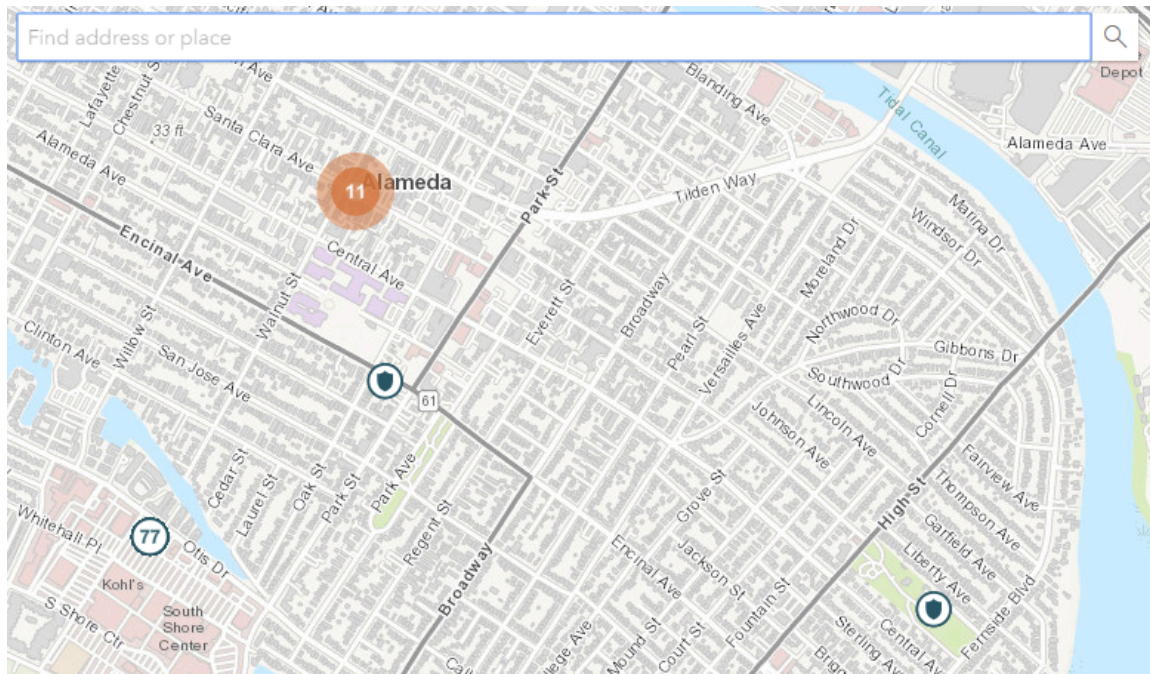 Find address or place
Depot
Lafayette
Chestnut S
Ave
Blanding Ave
Tidal Canal
33 ft
Santa Clara Ave
Alameda Ave
Alameda Ave
11
Alameda
Park St
Tilden Way
Marina Dr
Windsor Dr
Encinal Ave
Central Ave
Moreland Dr
Walnut St
Everett St
Broadway
Northwood Dr
Pearl St
Versailles Ave
Gibbons Dr
Clinton Ave
Willow St
San Jose Ave
Southwood Dr
Cornell Dr
61
Lincoln Ave
Johnson Ave
Cedar St
Laurel St
Oak St
Park St
Park Ave
Fairview Ave
Thompson Ave
High St
Grove St
Garfield Ave
Whitehall Pl
77
Otis Dr
Regent St
Encinal Ave
Jackson St
Liberty Ave
Kohl's
Broadway
South
Shore
Center
S Shore Ctr
Fountain St
Fernside Blvd
Central Av
Sterling Ave
Mound St
Court St
llege Ave
Brigg